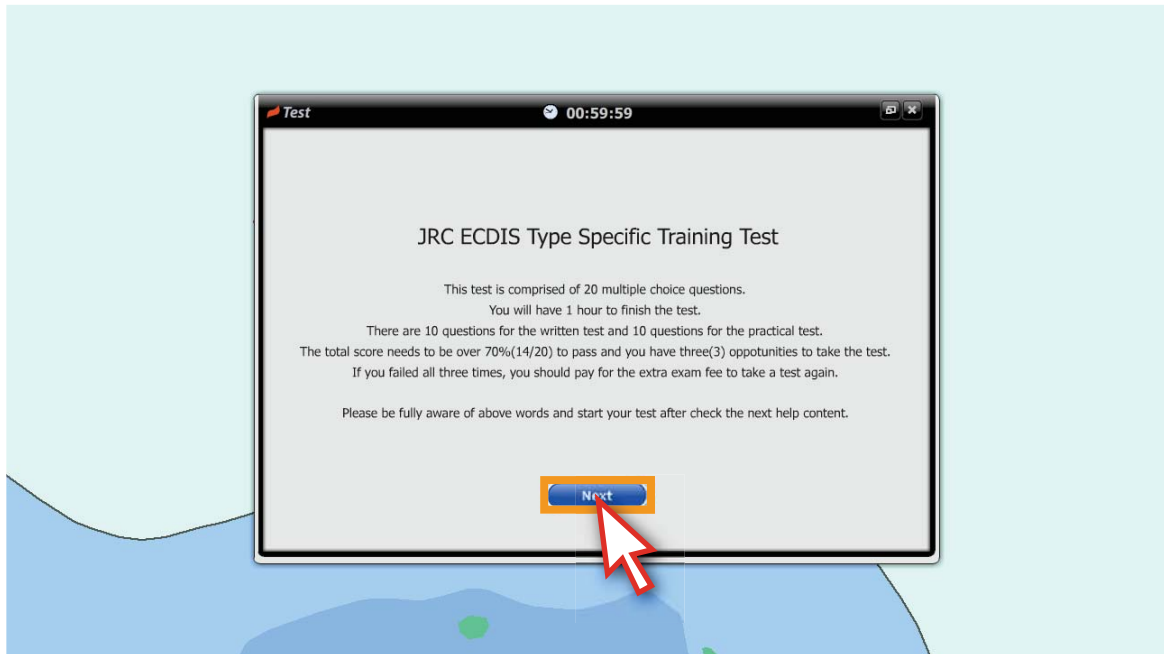 Test
00:59:59
JRC ECDIS Type Specific Training Test
This test is comprised of 20 multiple choice questions.
You will have 1 hour to finish the test.
There are 10 questions for the written test and 10 questions for the practical test.
The total score needs to be over 70%(14/20) to pass and you have three(3) oppotunities to take the test.
If you failed all three times, you should pay for the extra exam fee to take a test again.
Please be fully aware of above words and start your test after check the next help content.
Next